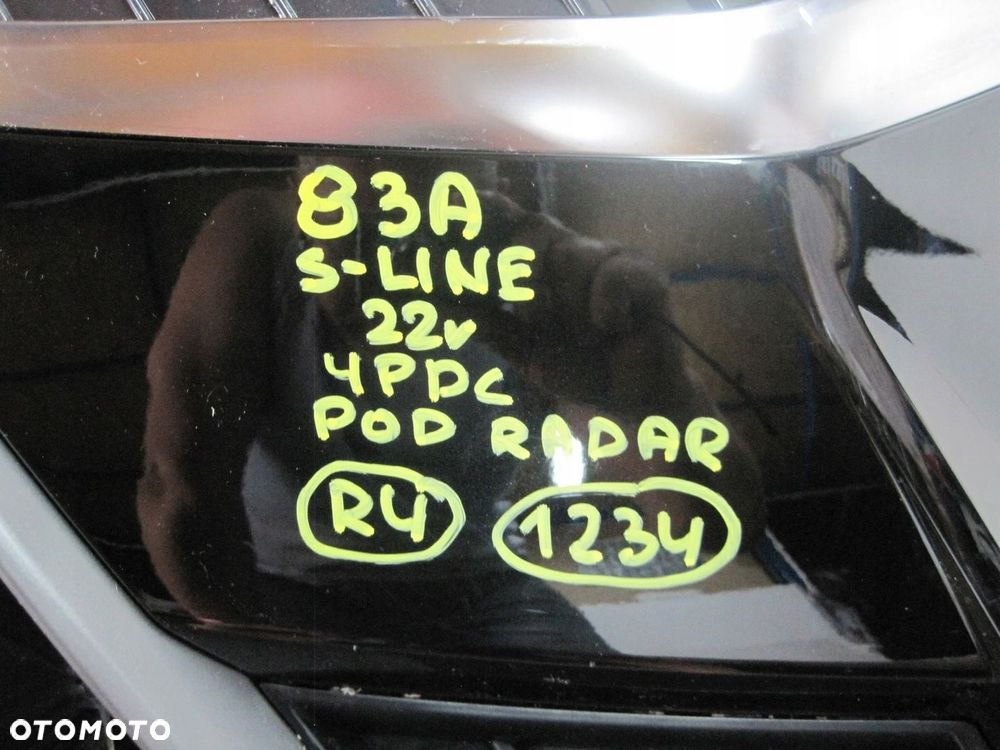 83A
S-LINE
22r
4PDC
POD RADAR
R4 1234
OTOMOTO